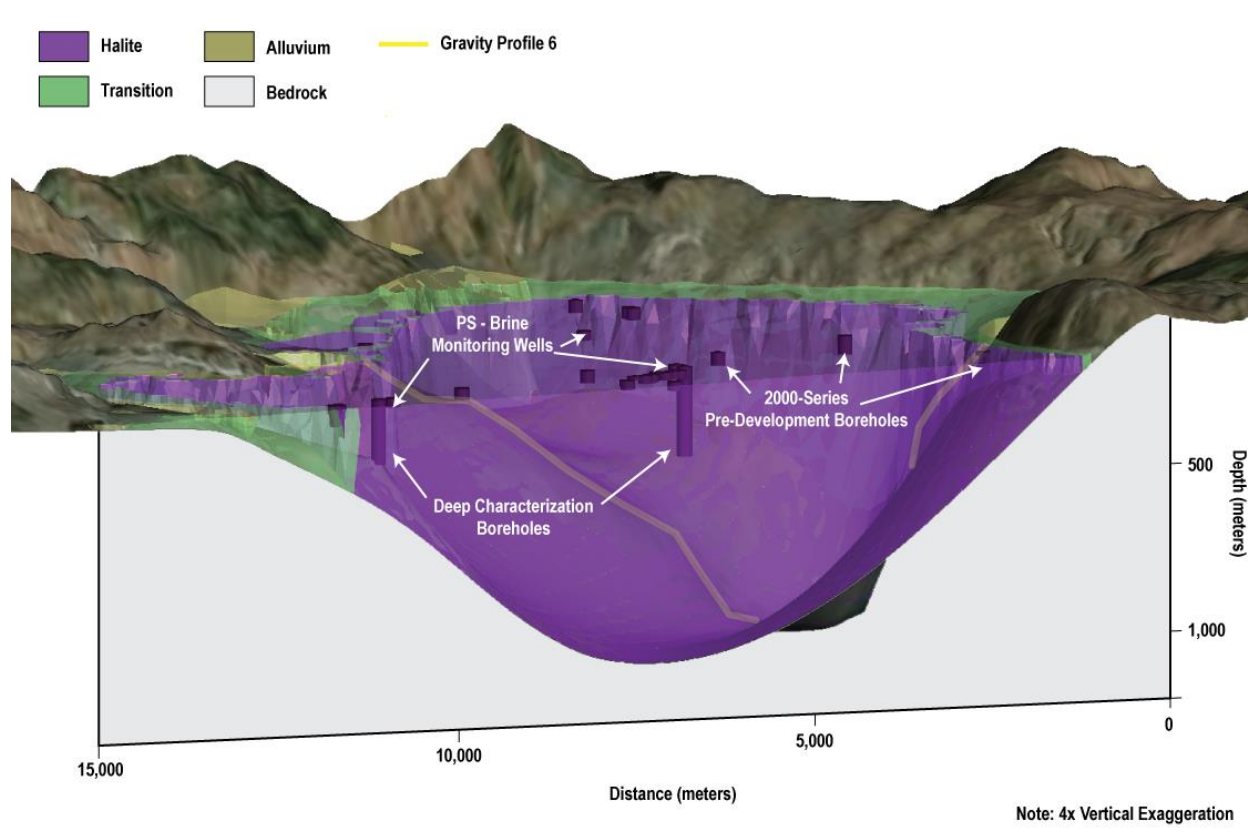 Halite
Alluvium
Gravity Profile 6
Transition
Bedrock
PS - Brine
Monitoring Wells
2000-Series
Pre-Development Boreholes
Deep Characterization
Boreholes
500
1,000
Depth (meters)
0
5,000
10,000
15,000
Distance (meters)
Note: 4x Vertical Exaggeration